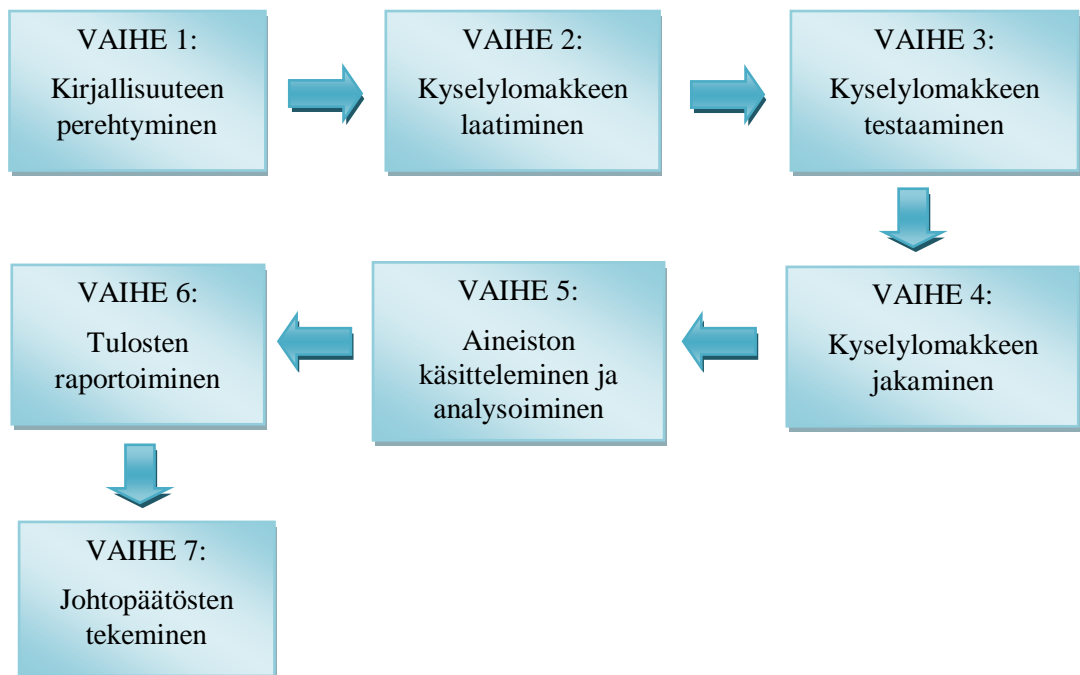 VAIHE 1:
Kirjallisuuteen
perehtyminen
VAIHE 2:
Kyselylomakkeen
laatiminen
VAIHE 3:
Kyselylomakkeen
testaaminen
VAIHE 4:
Kyselylomakkeen
jakaminen
VAIHE 5:
Aineiston
käsitteleminen ja
analysoiminen
VAIHE 6:
Tulosten
raportoiminen
VAIHE 7:
Johtopäätösten
tekeminen